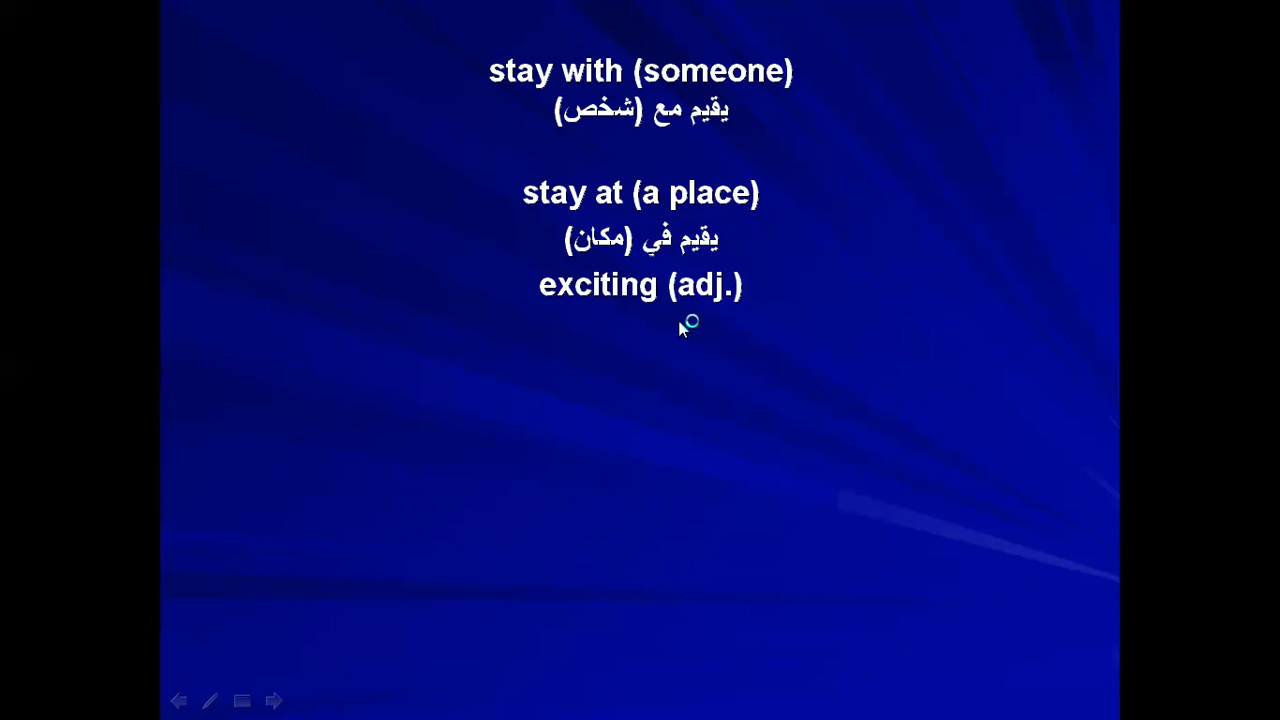 stay with (someone)
يقيم مع (شخص)
stay at (a place)
يقيم في (مكان)
exciting (adj.)